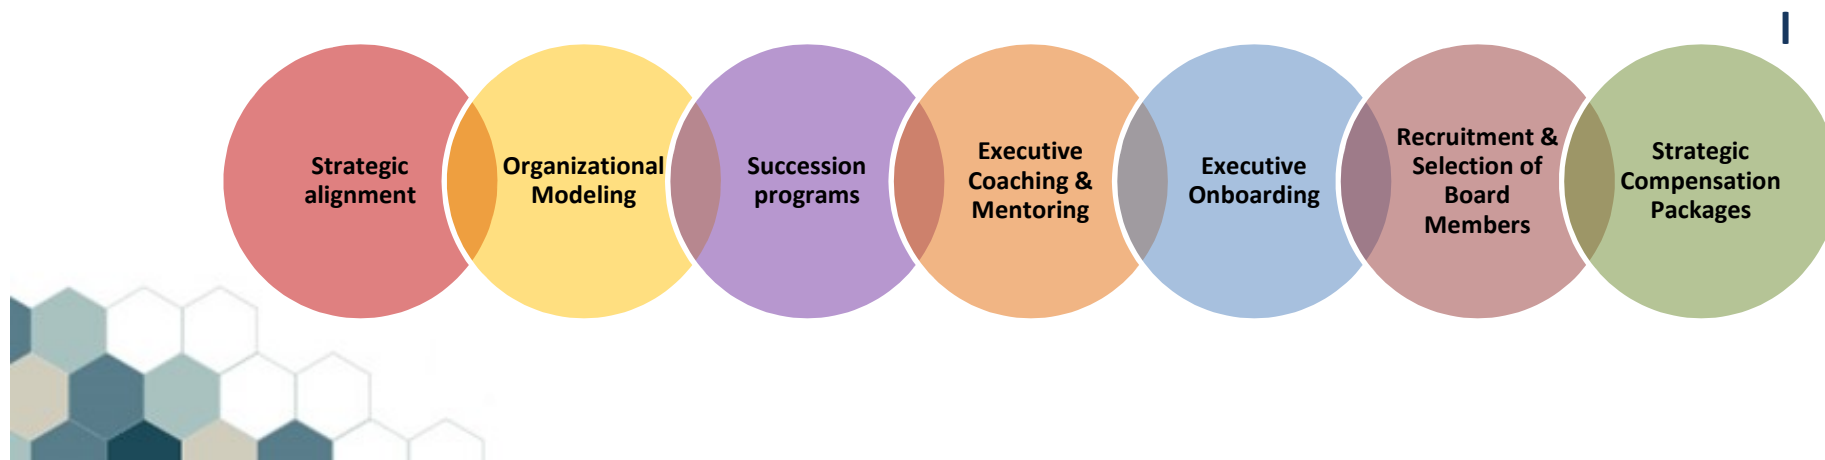 Strategic
alignment
Organizational
Modeling
Succession
programs
Executive
Coaching &
Mentoring
Executive
Onboarding
Recruitment &
Selection of
Board
Members
Strategic
Compensation
Packages